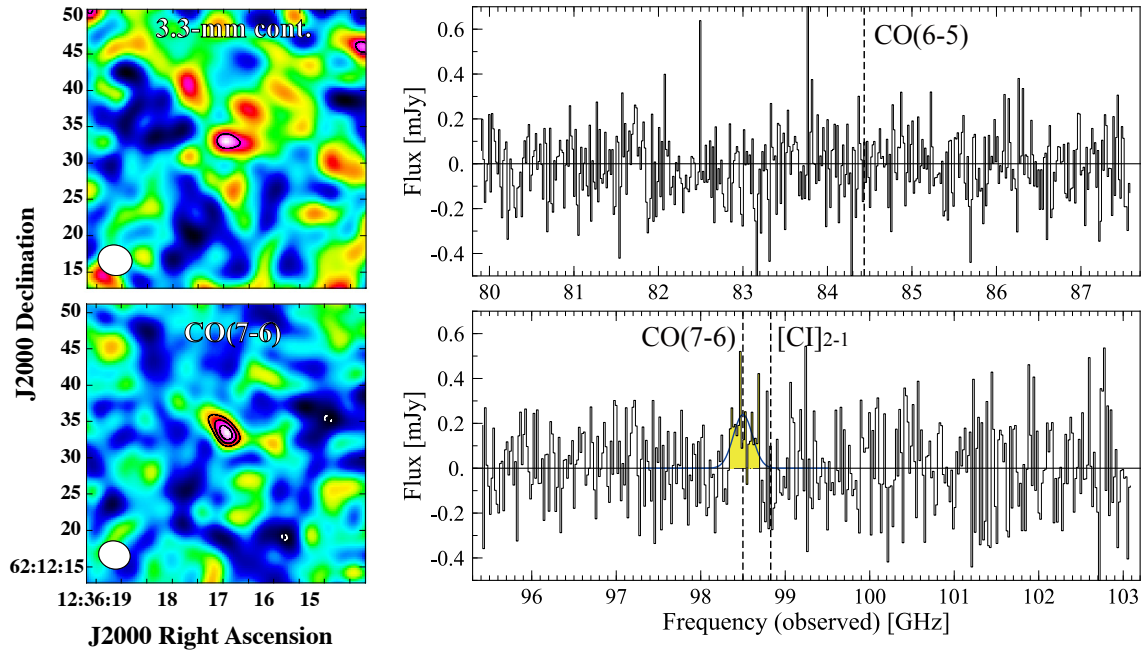 3.3-mm cont.
50
45
40
35
30
25
20
15
CO(7-6)
50
45
40
35
30
25
20
62:12:15
12:36:19 18 17 16 15
J2000 Right Ascension
J2000 Declination
CO(6-5)
0.6
0.4
0.2
0.
-0.2
-0.4
Flux [mJy]
80 81 82 83 84 85 86 87
CO(7-6) [CI]2-1
0.6
0.4
0.2
0.
-0.2
-0.4
Flux [mJy]
96 97 98 99 100 101 102 103
Frequency (observed) [GHz]